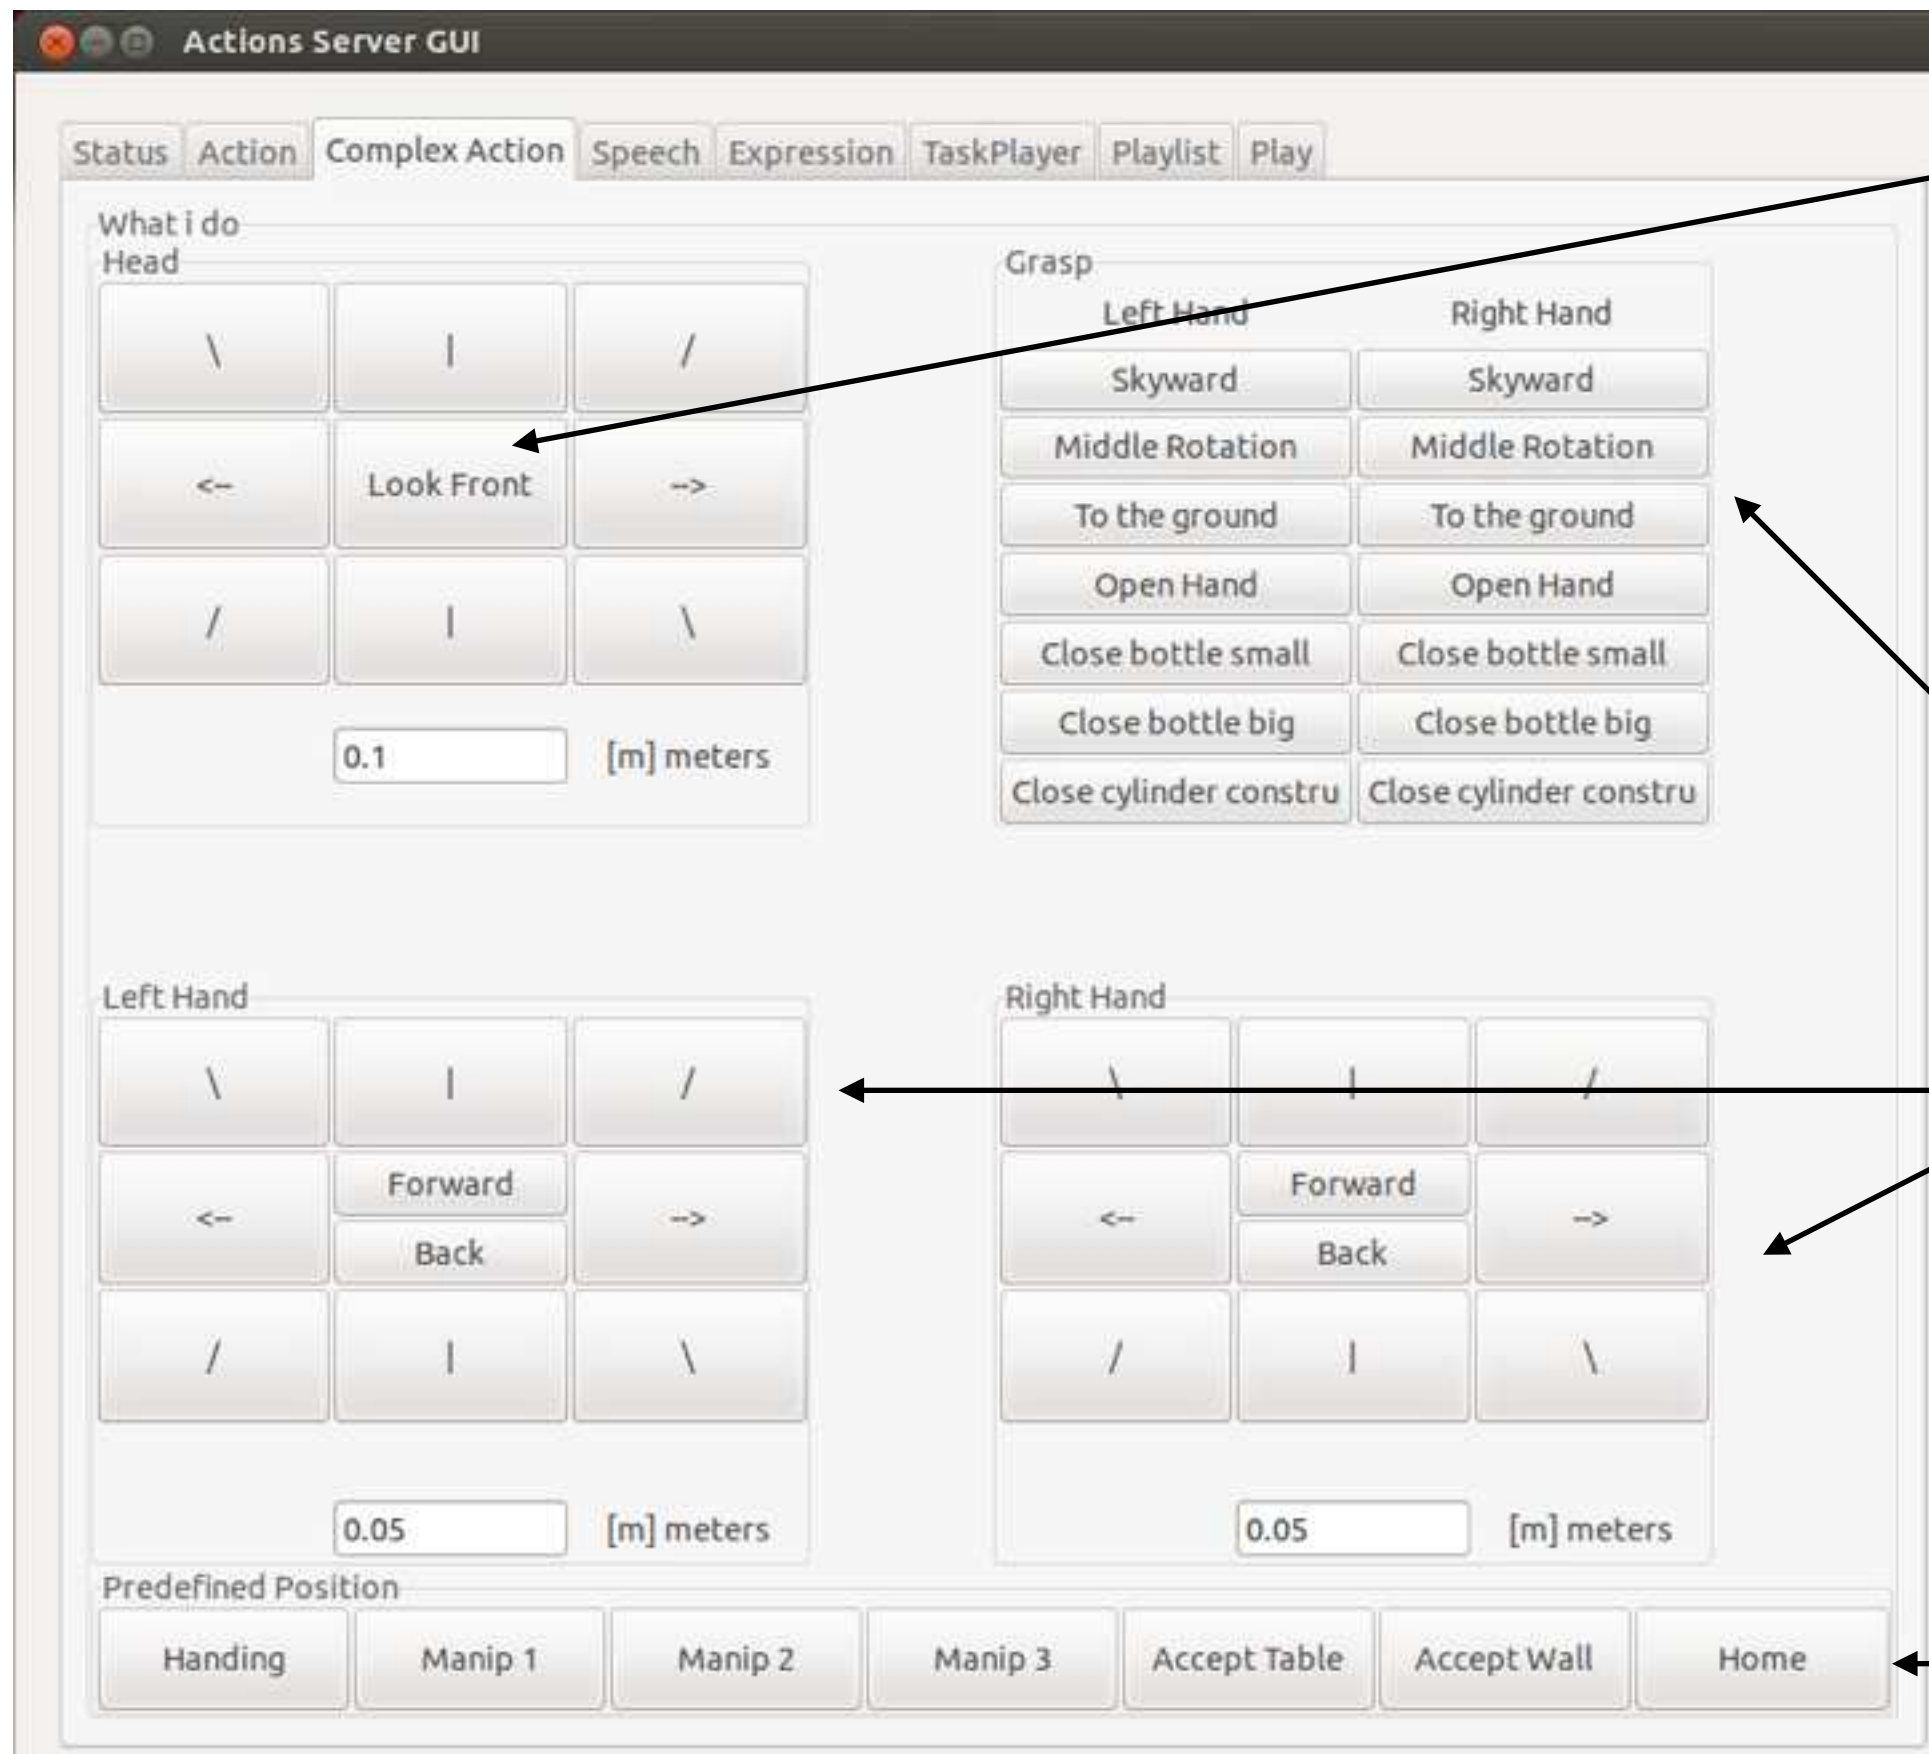 Actions Server GUI
Status Action Complex Action Speech Expression TaskPlayer Playlist Play
What i do
Head
\ | /
<-- Look Front -->
/ | \
0.1 [m] meters
Grasp
Left Hand Right Hand
Skyward Skyward
Middle Rotation Middle Rotation
To the ground To the ground
Open Hand Open Hand
Close bottle small Close bottle small
Close bottle big Close bottle big
Close cylinder constru Close cylinder constru
Left Hand
\ | /
Forward
<-- -->
Back
/ | \
0.05 [m] meters
Right Hand
\ | /
Forward
<-- -->
Back
/ | \
0.05 [m] meters
Predefined Position
Handing Manip 1 Manip 2 Manip 3 Accept Table Accept Wall Home